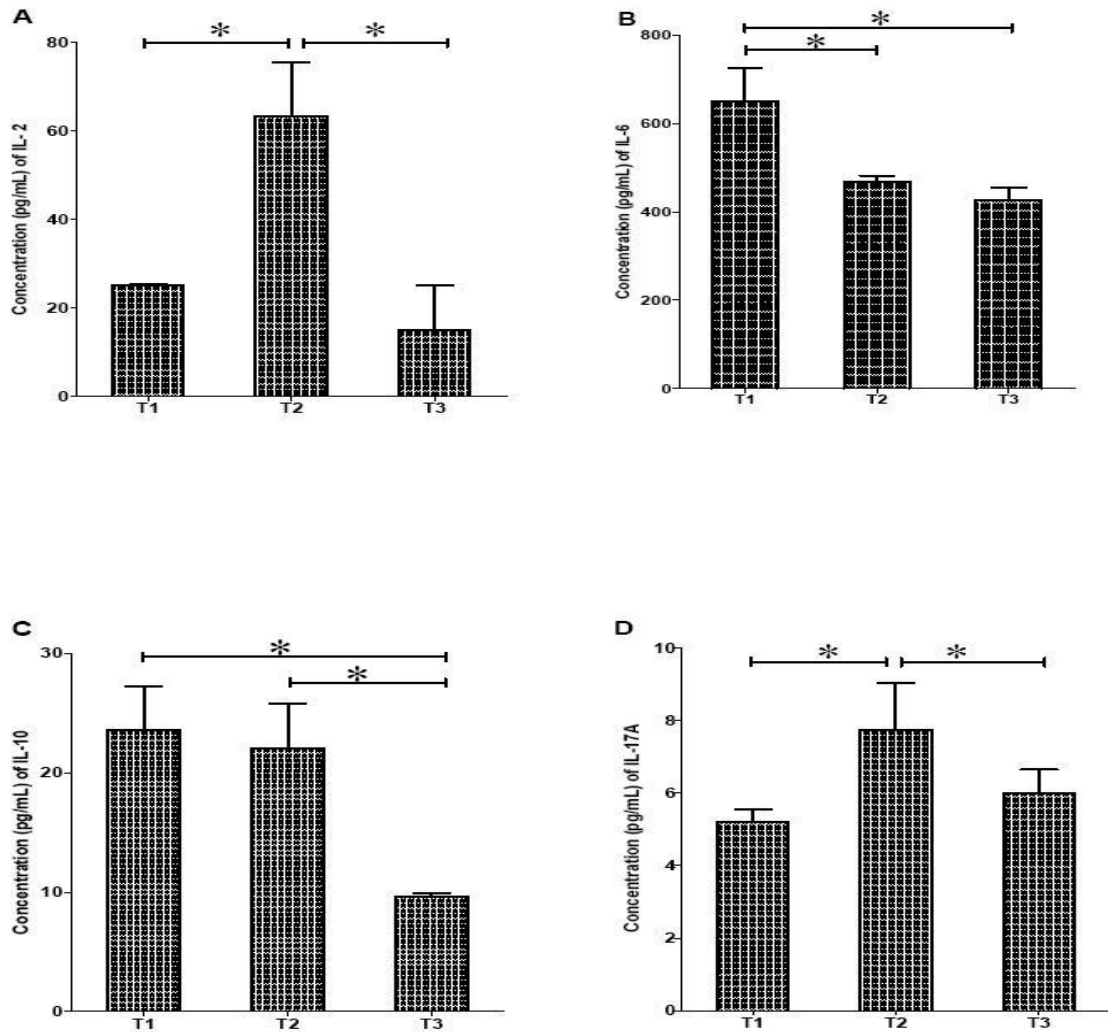 A
Concentration (pg/mL) of IL- 2
80
60
40
20
0
* *
T1 T2 T3
B
Concentration (pg/mL) of IL-6
800
600
400
200
0
*
*
T1 T2 T3
C
Concentration (pg/mL) of IL-10
30
20
10
0
*
*
T1 T2 T3
D
Concentration (pg/mL) of IL-17A
10
8
6
4
2
0
* *
T1 T2 T3